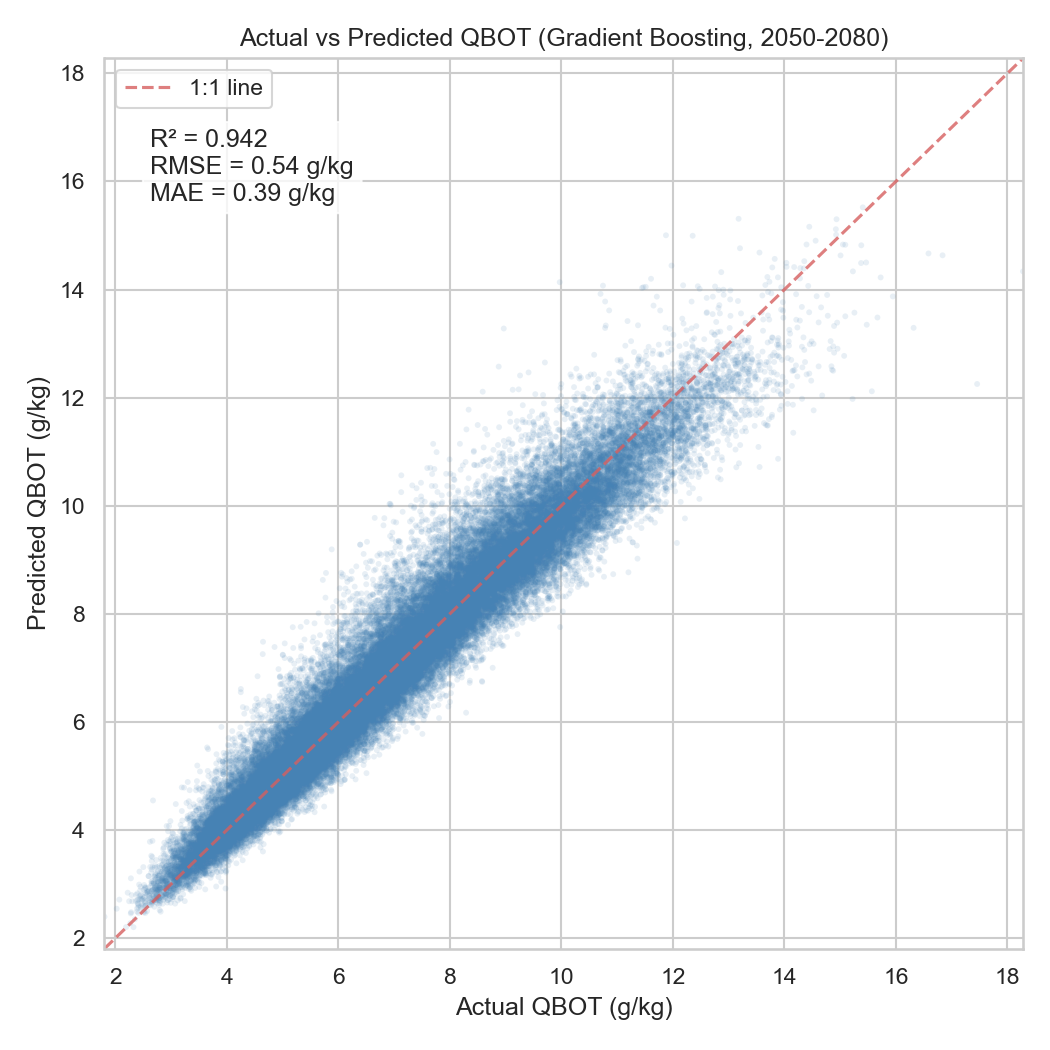 Actual vs Predicted QBOT (Gradient Boosting, 2050-2080)
1:1 line
R² = 0.942
RMSE = 0.54 g/kg
MAE = 0.39 g/kg
Predicted QBOT (g/kg)
18
16
14
12
10
8
6
4
2
2 4 6 8 10 12 14 16 18
Actual QBOT (g/kg)